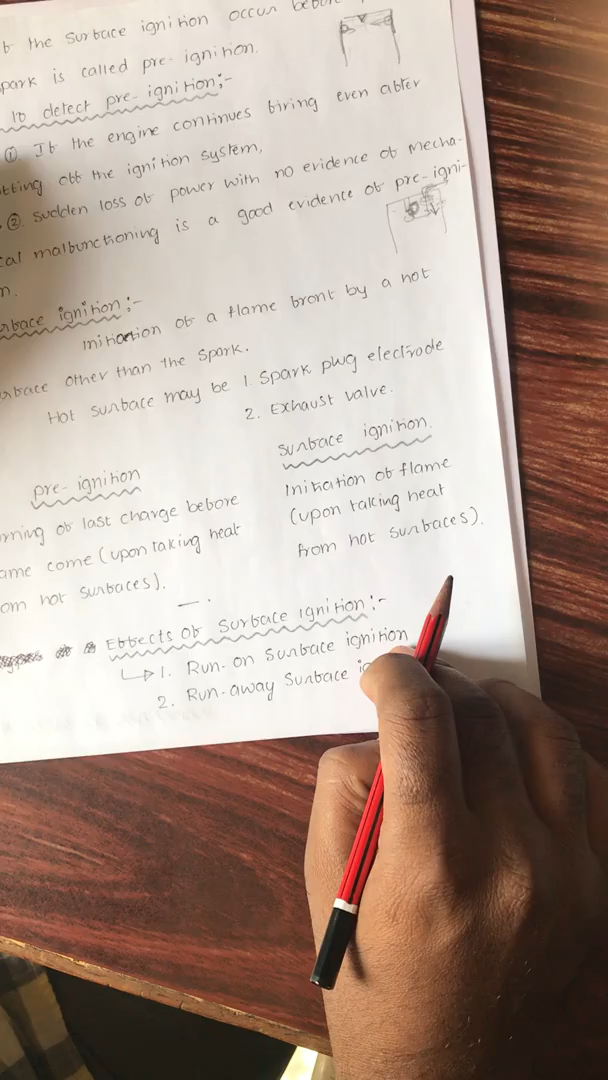 the surface ignition occur before
spark is called pre-ignition.
to detect pre-ignition:-
① If the engine continues firing even after
off the ignition system,
② Sudden loss of power with no evidence of mecha-
cal malfunctioning is a good evidence of pre-igni-
n.
rface ignition:-
initiation of a flame front by a hot
rface other than the spark.
Hot surface may be 1. Spark plug electrode
2. Exhaust valve.
pre-ignition
rning of last charge before
ame come (upon taking heat
om hot surfaces).
surface ignition.
Initiation of flame
(upon taking heat
from hot surfaces).
Effects of Surface Ignition:-
↳ 1. Run-on Surface ignition
2. Run-away Surface